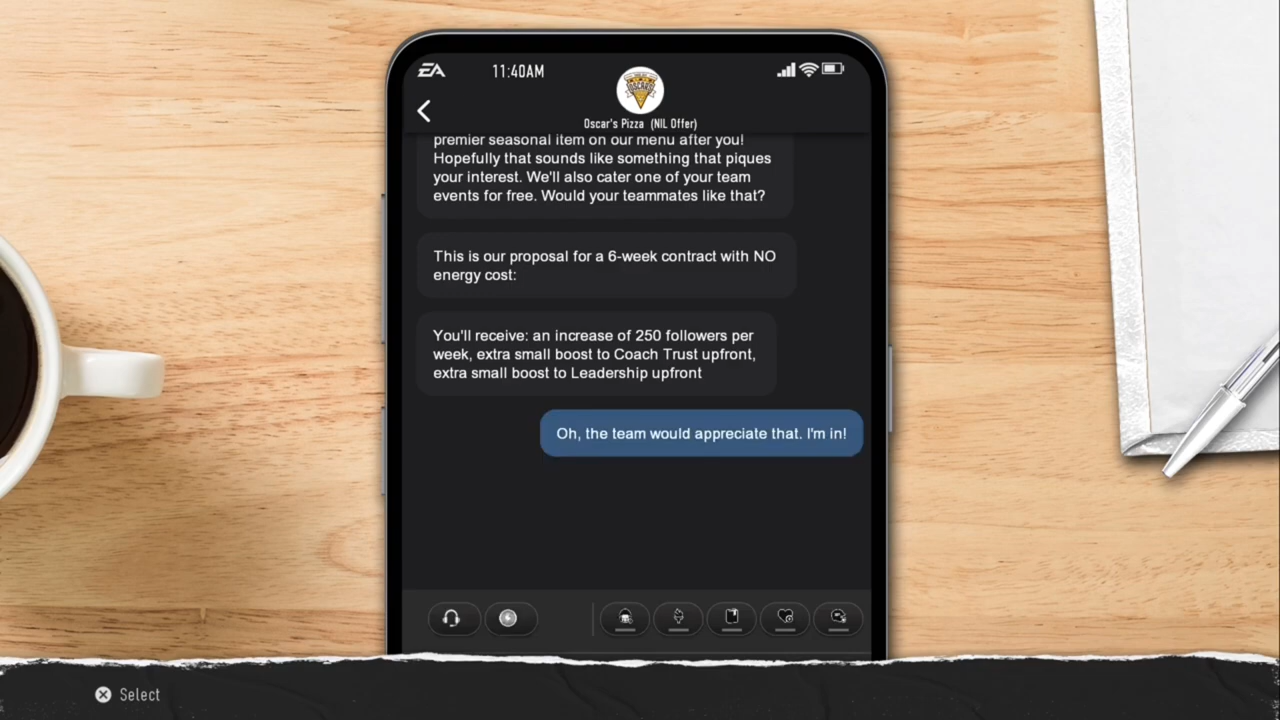 EA
11:40AM
OSCARS
Oscar's Pizza (NIL Offer)
premier seasonal item on our menu after you!
Hopefully that sounds like something that piques
your interest. We'll also cater one of your team
events for free. Would your teammates like that?
This is our proposal for a 6-week contract with NO
energy cost:
You'll receive: an increase of 250 followers per
week, extra small boost to Coach Trust upfront,
extra small boost to Leadership upfront
Oh, the team would appreciate that. I'm in!
Select